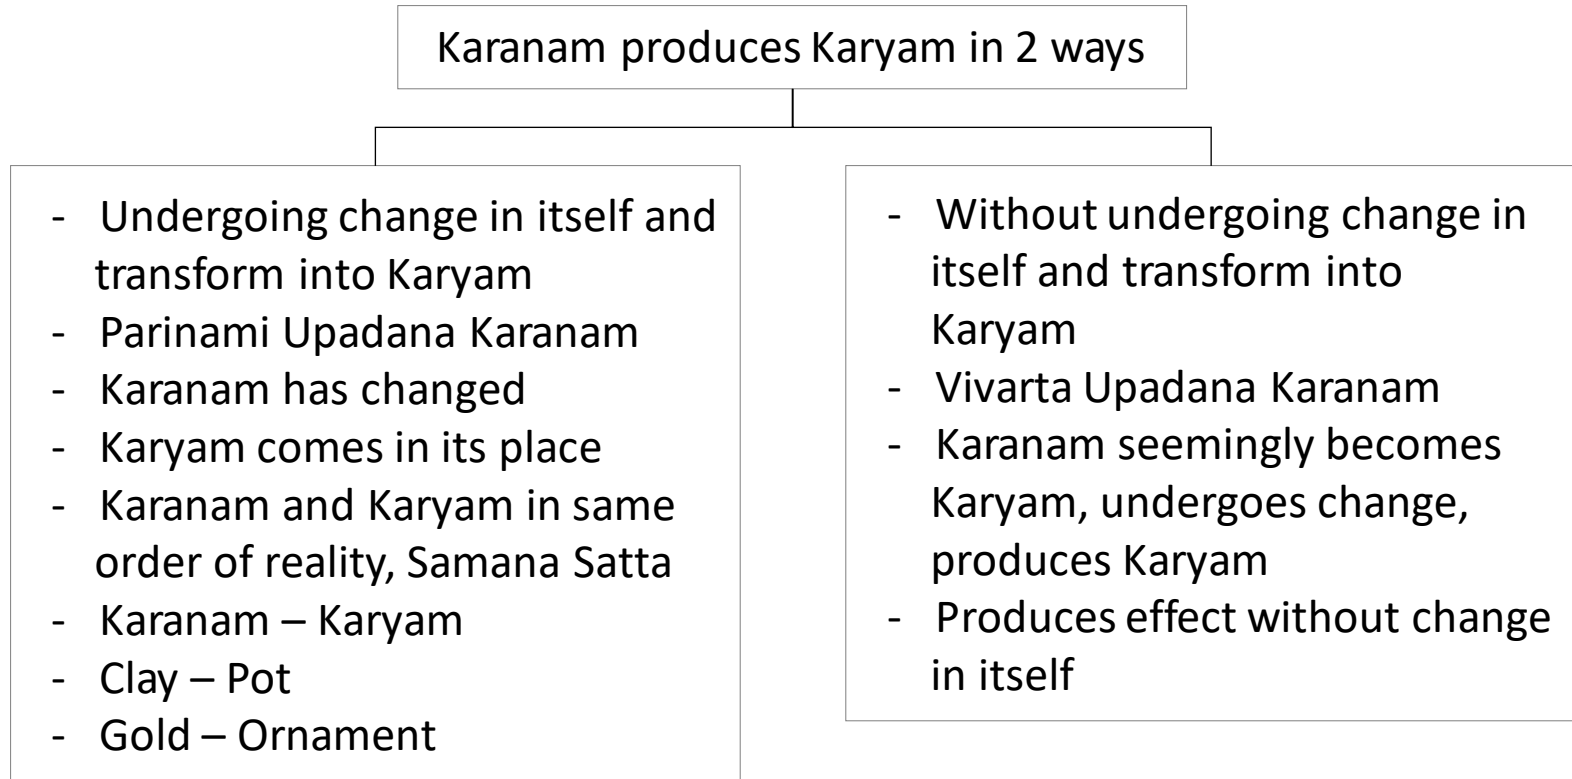 Karanam produces Karyam in 2 ways
- Undergoing change in itself and
transform into Karyam
- Parinami Upadana Karanam
- Karanam has changed
- Karyam comes in its place
- Karanam and Karyam in same
order of reality, Samana Satta
- Karanam – Karyam
- Clay – Pot
- Gold – Ornament
- Without undergoing change in
itself and transform into
Karyam
- Vivarta Upadana Karanam
- Karanam seemingly becomes
Karyam, undergoes change,
produces Karyam
- Produces effect without change
in itself